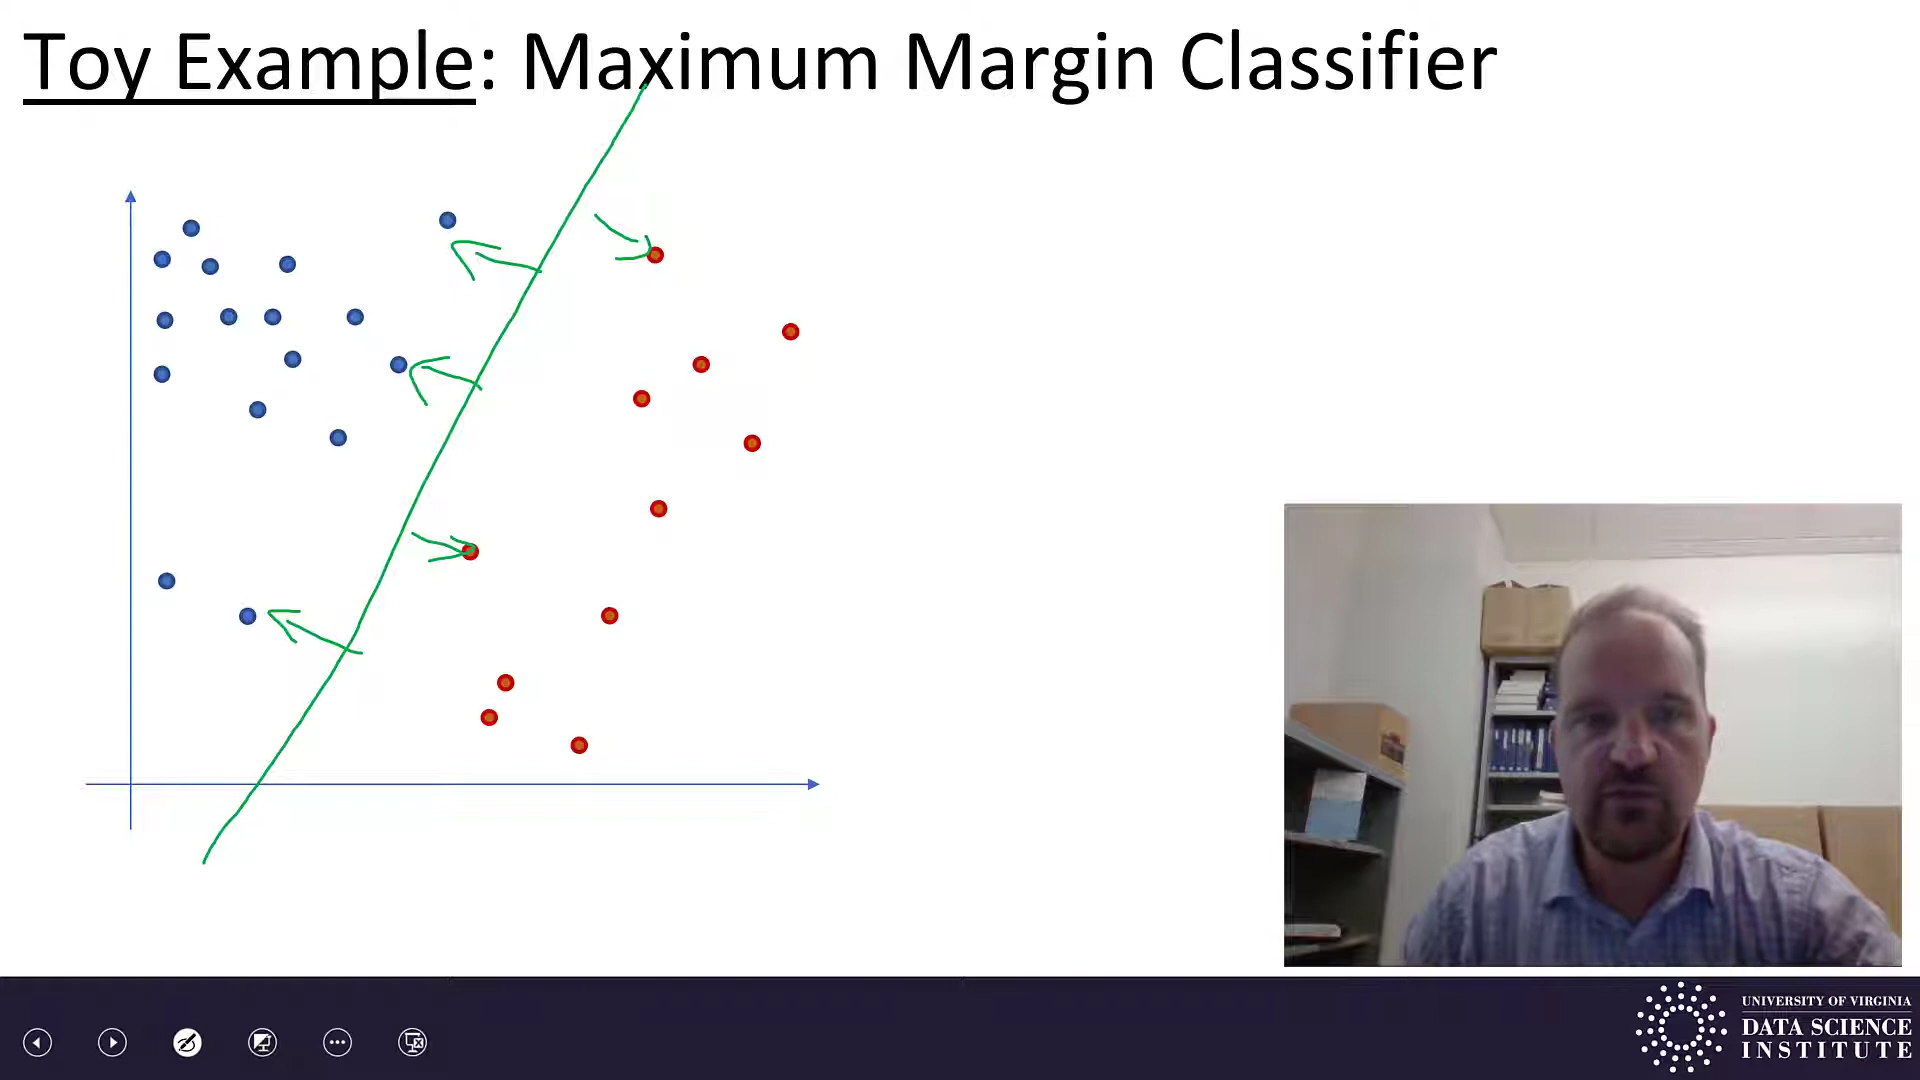 Toy Example: Maximum Margin Classifier
UNIVERSITY OF VIRGINIA
DATA SCIENCE
INSTITUTE